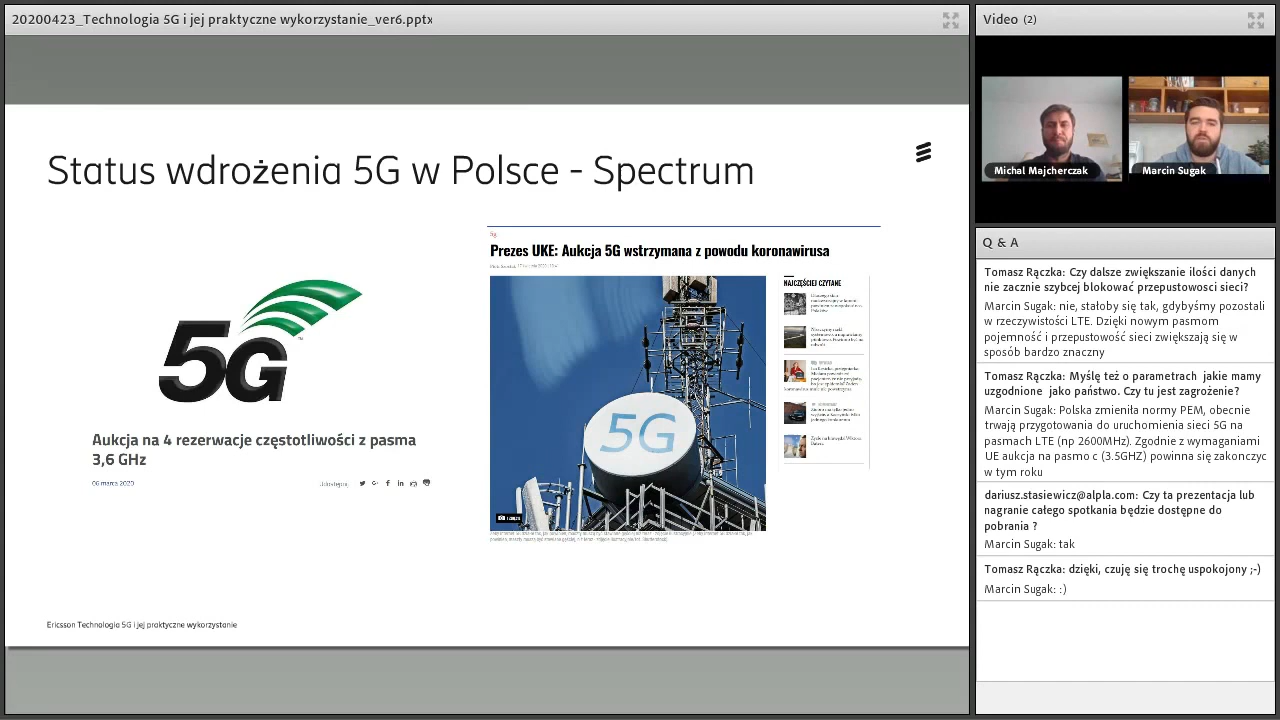 20200423_Technologia 5G i jej praktyczne wykorzystanie_ver6.pptx
Status wdrożenia 5G w Polsce - Spectrum
5G
Aukcja na 4 rezerwacje częstotliwości z pasma
3,6 GHz
06 marca 2020
Udostępnij
5g
Prezes UKE: Aukcja 5G wstrzymana z powodu koronawirusa
NAJCZĘŚCIEJ CZYTANE
5G
Ericsson Technologia 5G i jej praktyczne wykorzystanie
Video (2)
Michal Majcherczak
Marcin Sugak
Q & A
Tomasz Rączka: Czy dalsze zwiększanie ilości danych
nie zacznie szybcej blokować przepustowosci sieci?
Marcin Sugak: nie, stałoby się tak, gdybyśmy pozostali
w rzeczywistości LTE. Dzięki nowym pasmom
pojemność i przepustowość sieci zwiększają się w
sposób bardzo znaczny
Tomasz Rączka: Myślę też o parametrach jakie mamy
uzgodnione jako państwo. Czy tu jest zagrożenie?
Marcin Sugak: Polska zmieniła normy PEM, obecnie
trwają przygotowania do uruchomienia sieci 5G na
pasmach LTE (np 2600MHz). Zgodnie z wymaganiami
UE aukcja na pasmo c (3.5GHZ) powinna się zakonczyc
w tym roku
dariusz.stasiewicz@alpla.com: Czy ta prezentacja lub
nagranie całego spotkania będzie dostępne do
pobrania ?
Marcin Sugak: tak
Tomasz Rączka: dzięki, czuję się trochę uspokojony ;-)
Marcin Sugak: :)